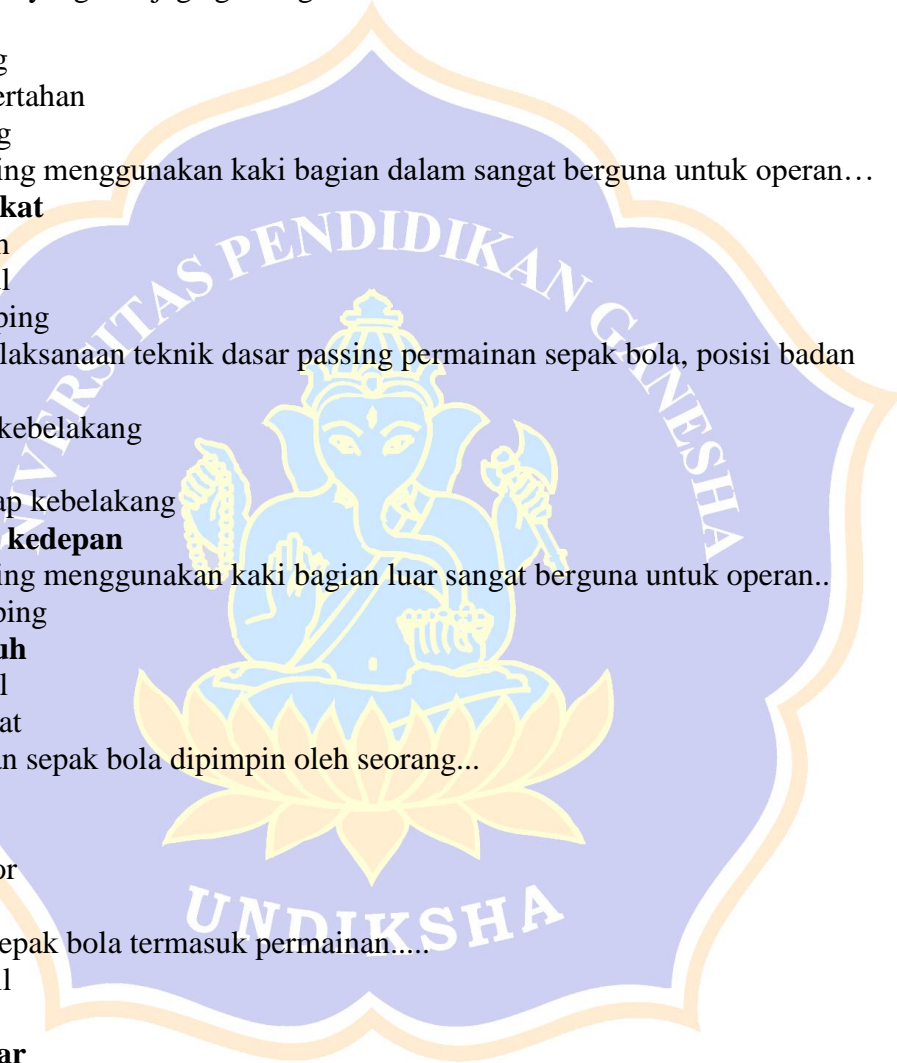 g
ertahan
g
ing menggunakan kaki bagian dalam sangat berguna untuk operan…
kat
h
l
ping
laksanaan teknik dasar passing permainan sepak bola, posisi badan
kebelakang
ap kebelakang
kedepan
ing menggunakan kaki bagian luar sangat berguna untuk operan..
ping
uh
l
at
an sepak bola dipimpin oleh seorang...
or
epak bola termasuk permainan.....
il
ar
UNIVERSITAS PENDIDIKAN GANESHA
UNDIKSHA